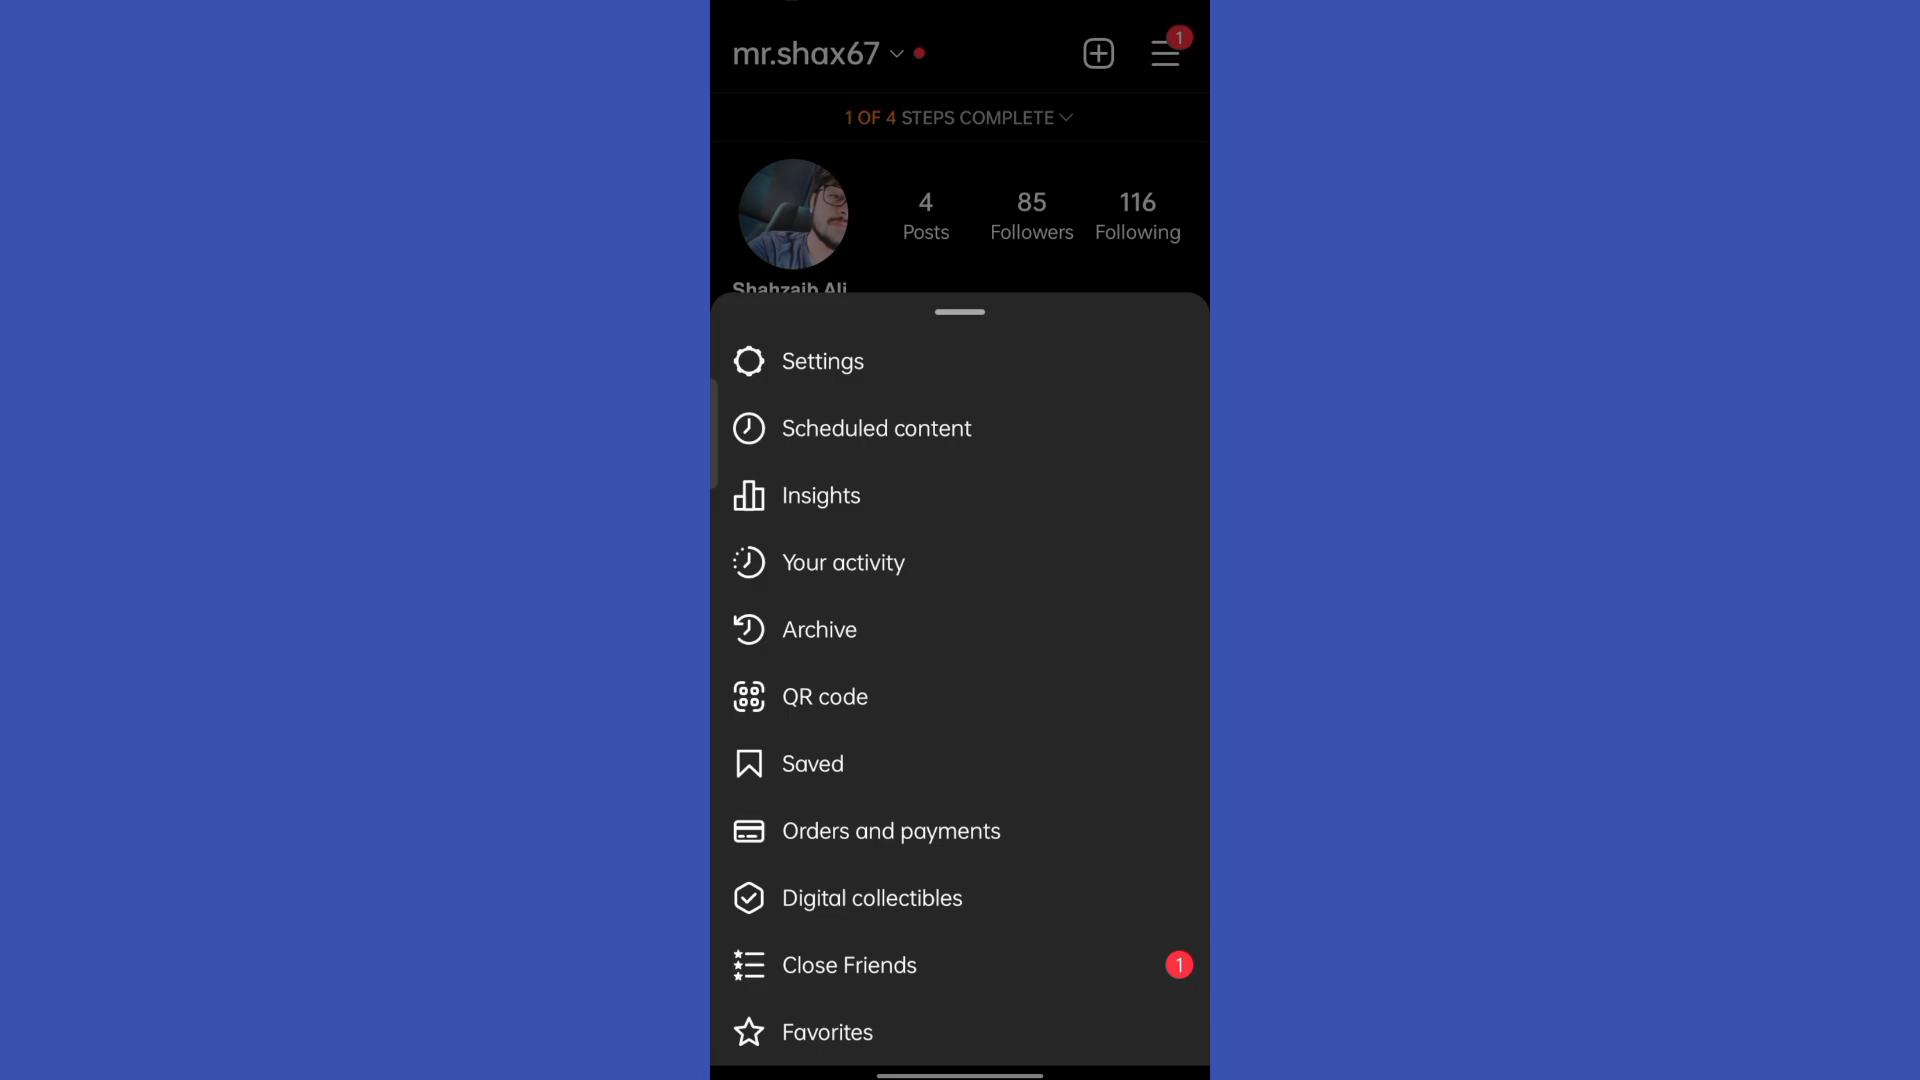 mr.shax67
1
1 OF 4 STEPS COMPLETE
4
Posts
85
Followers
116
Following
Shahzaib Ali
Settings
Scheduled content
Insights
Your activity
Archive
QR code
Saved
Orders and payments
Digital collectibles
Close Friends
1
Favorites